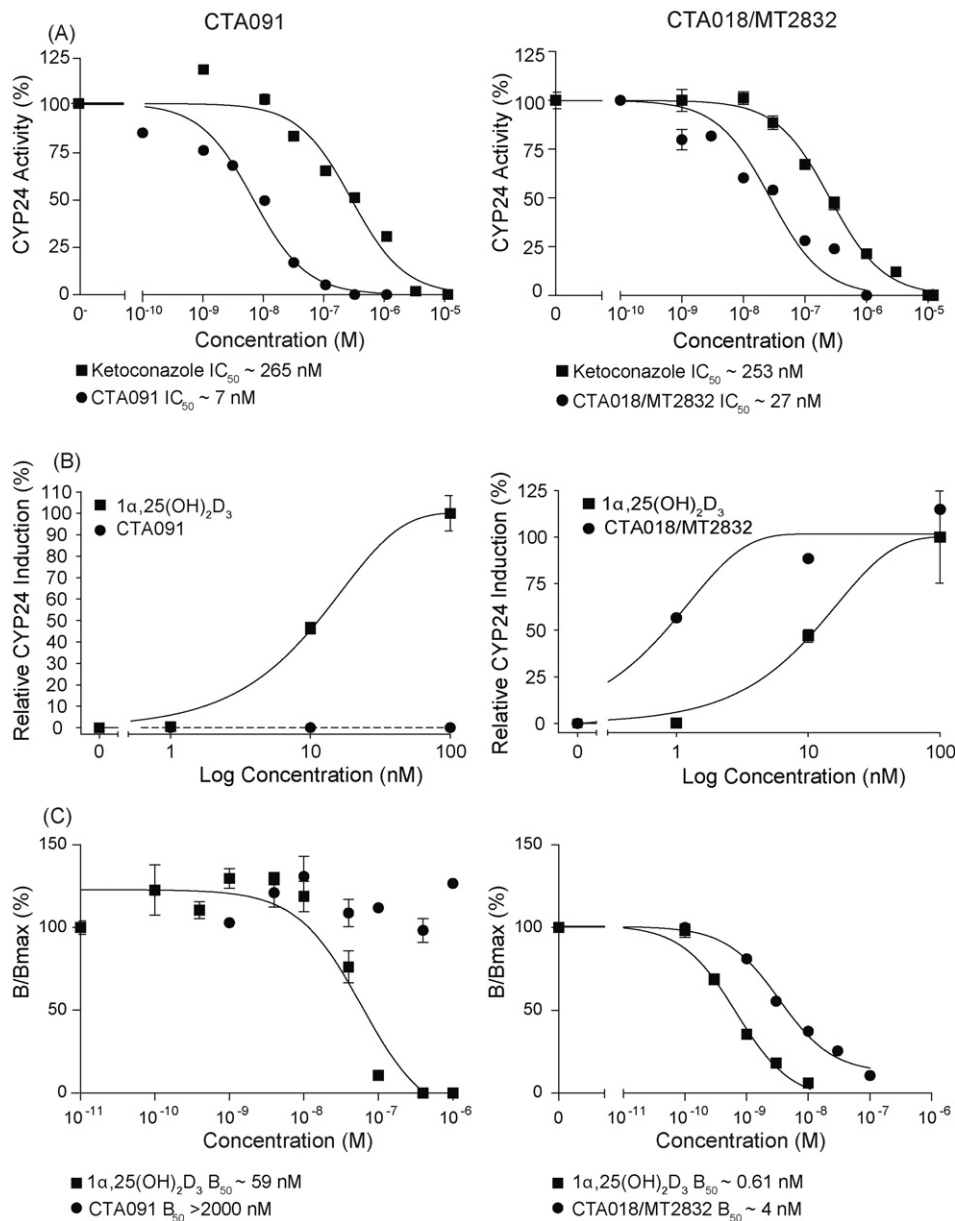 CTA091
CTA018/MT2832
(A)
CYP24 Activity (%)
125
100
75
50
25
0
0-
10-10
10-9
10-8
10-7
10-6
10-5
Concentration (M)
Ketoconazole IC50 ~ 265 nM
CTA091 IC50 ~ 7 nM
CYP24 Activity (%)
125
100
75
50
25
0
0
10-10
10-9
10-8
10-7
10-6
10-5
Concentration (M)
Ketoconazole IC50 ~ 253 nM
CTA018/MT2832 IC50 ~ 27 nM
(B)
Relative CYP24 Induction (%)
110
100
90
80
70
60
50
40
30
20
10
0
1α,25(OH)2D3
CTA091
0
1
10
100
Log Concentration (nM)
Relative CYP24 Induction (%)
125
100
75
50
25
0
1α,25(OH)2D3
CTA018/MT2832
0
1
10
100
Log Concentration (nM)
(C)
B/Bmax (%)
150
100
50
0
10-11
10-10
10-9
10-8
10-7
10-6
Concentration (M)
1α,25(OH)2D3 B50 ~ 59 nM
CTA091 B50 >2000 nM
B/Bmax (%)
150
100
50
0
0
10-11
10-10
10-9
10-8
10-7
10-6
Concentration (M)
1α,25(OH)2D3 B50 ~ 0.61 nM
CTA018/MT2832 B50 ~ 4 nM